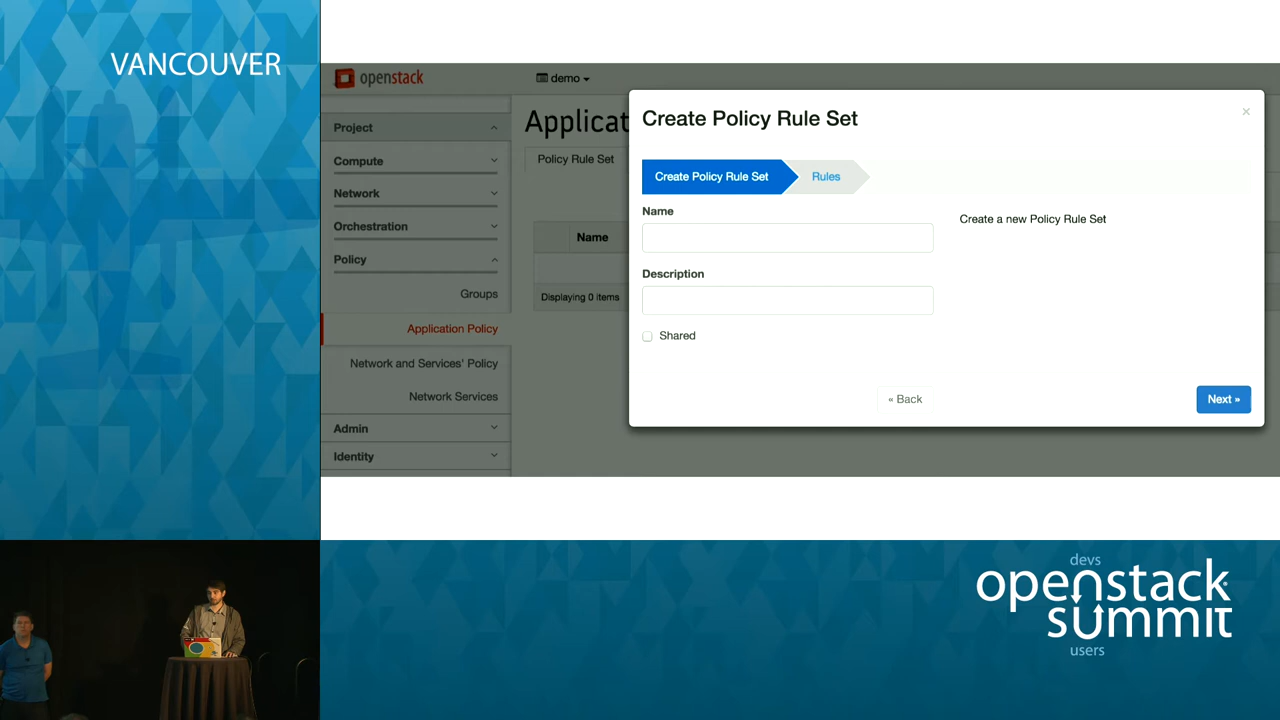 VANCOUVER
openstack
demo
Project
Compute
Network
Orchestration
Policy
Groups
Application Policy
Network and Services' Policy
Network Services
Admin
Identity
Applicat
Policy Rule Set
Name
Displaying 0 items
Create Policy Rule Set
×
Create Policy Rule Set
Rules
Name
Create a new Policy Rule Set
Description
Shared
« Back
Next »
devs
openstack
summit
users